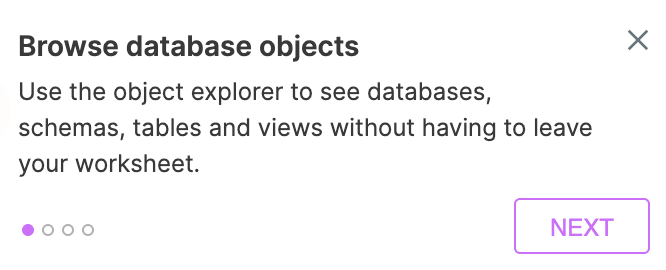 Browse database objects
Use the object explorer to see databases,
schemas, tables and views without having to leave
your worksheet.
NEXT